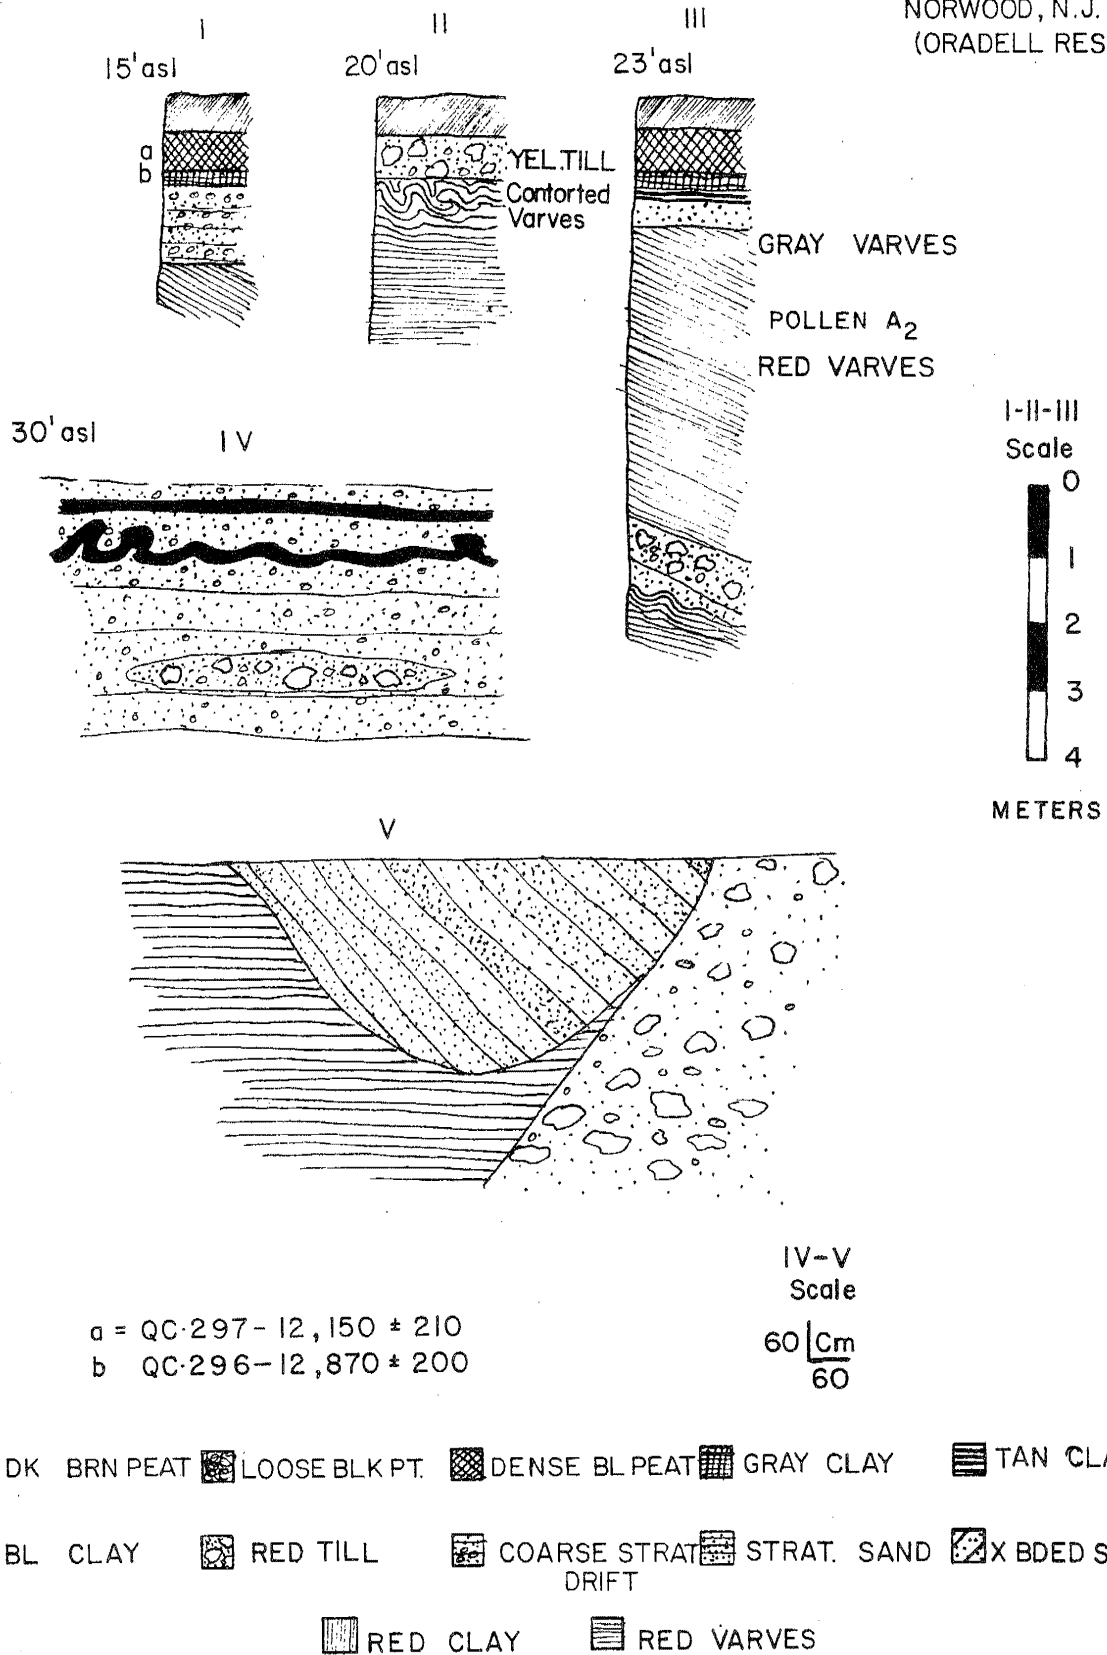 NORWOOD, N.J.
(ORADELL RES
I
II
III
15'asl
20'asl
23'asl
a
b
YEL.TILL
Contorted
Varves
GRAY VARVES
POLLEN A2
RED VARVES
I-II-III
Scale
0
1
2
3
4
METERS
30'asl
IV
V
IV-V
Scale
60 Cm
60
a = QC·297- 12,150 ± 210
b QC·296- 12,870 ± 200
DK BRN PEAT
LOOSE BLK PT.
DENSE BL PEAT
GRAY CLAY
TAN CLA
BL CLAY
RED TILL
COARSE STRAT
DRIFT
STRAT. SAND
X BDED S
RED CLAY
RED VARVES